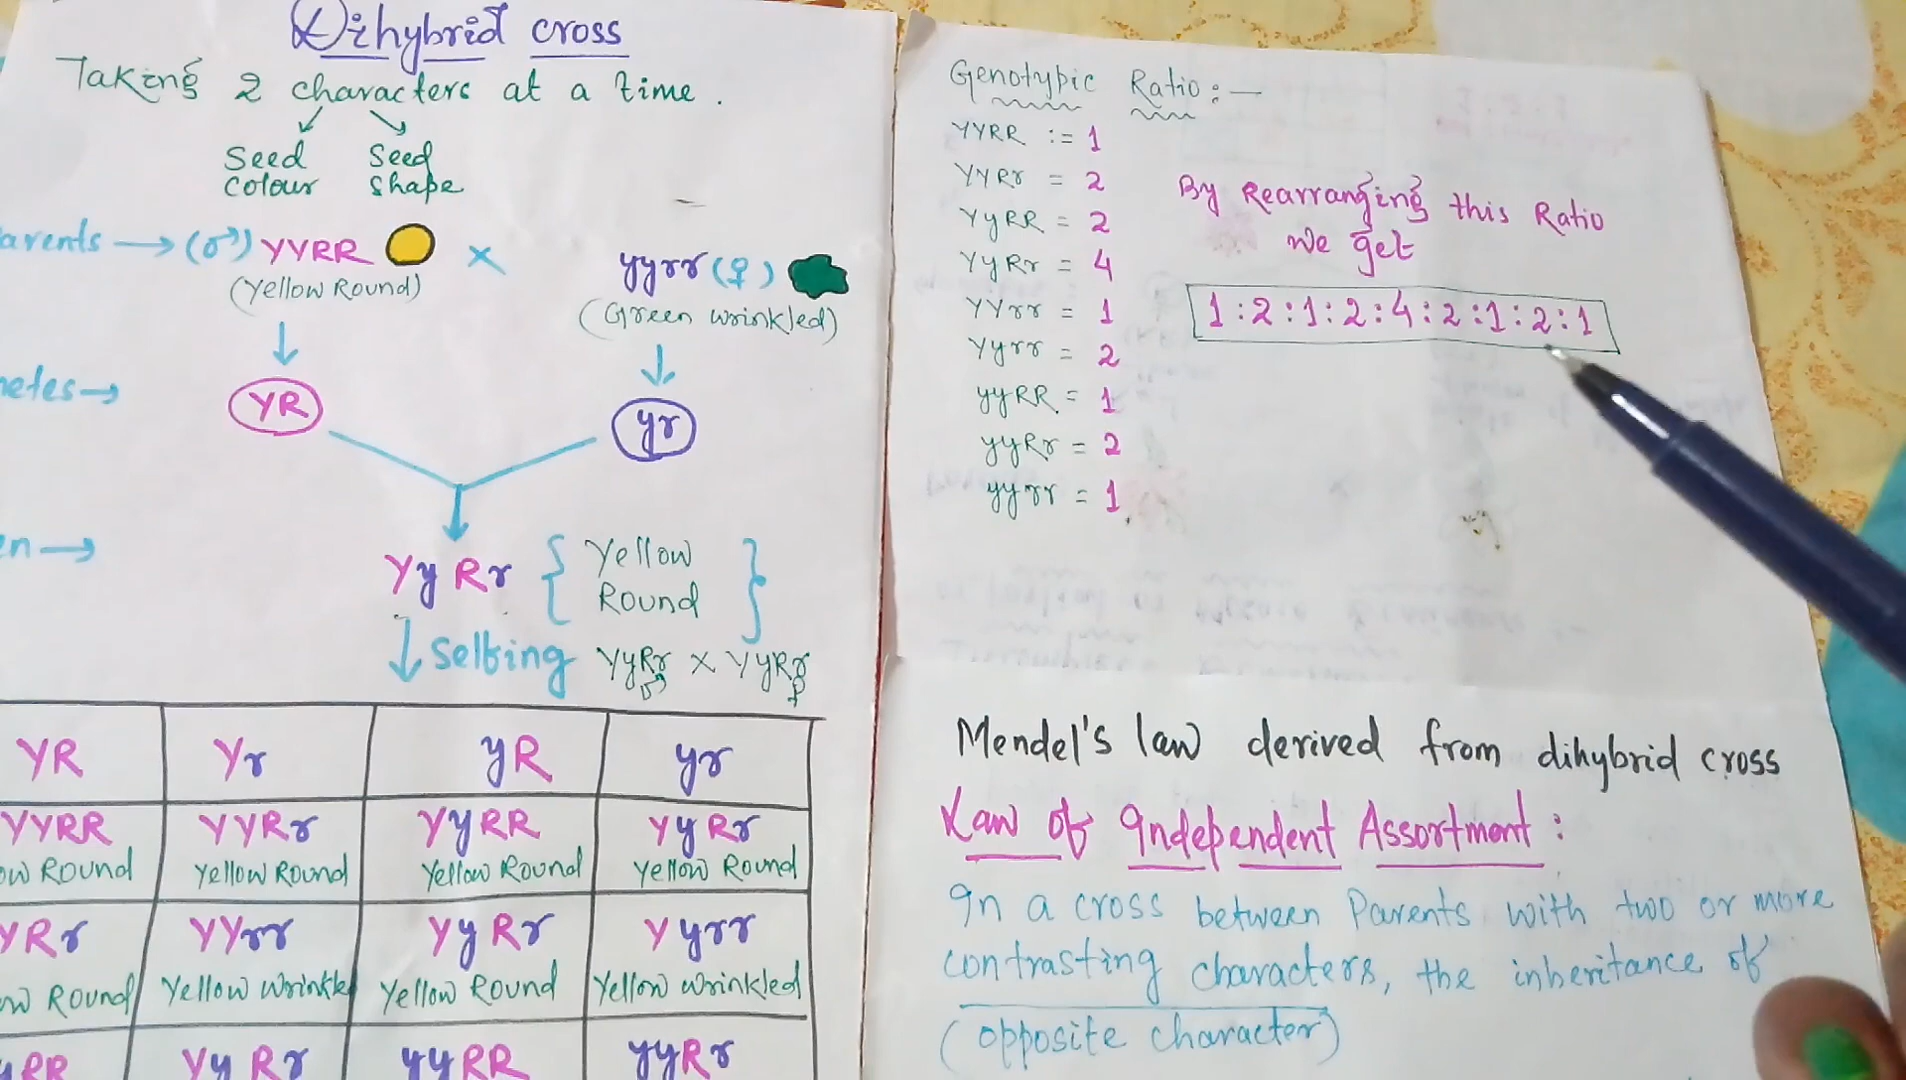 Dihybrid cross
Taking 2 characters at a time.
Seed colour
Seed shape
(♂) YYRR × yyrr (♀)
(Yellow Round)
(Green wrinkled)
YR
yr
YyRr { Yellow Round }
Selfing YyRr × YyRr
♂ ♀
YR Yr yR yr
YYRR YYRr YyRR YyRr
Round Yellow Round Yellow Round Yellow Round
YYrr YyRr Yyrr
Round Yellow Wrinkled Yellow Round Yellow Wrinkled
YyRr yyRR yyRr
Genotypic Ratio :—
YYRR := 1
YYRr = 2
YyRR = 2
YyRr = 4
YYrr = 1
Yyrr = 2
yyRR = 1
yyRr = 2
yyrr = 1
By Rearranging this Ratio
we get
1 : 2 : 1 : 2 : 4 : 2 : 1 : 2 : 1
Mendel's law derived from dihybrid cross
Law of Independent Assortment :
In a cross between Parents with two or more
contrasting characters, the inheritance of
(opposite character)